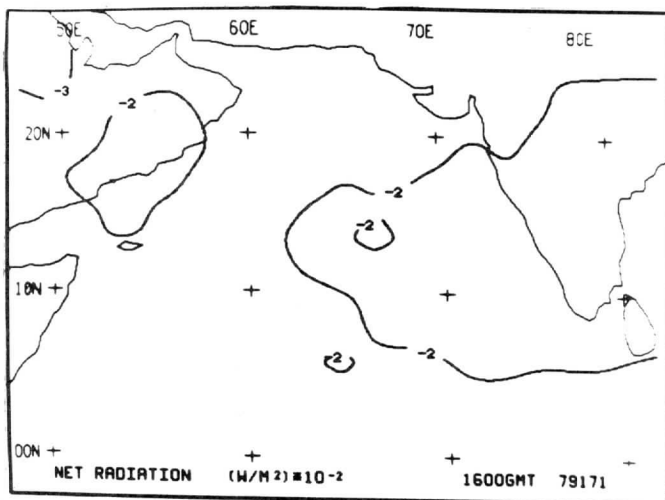 50E 60E 70E 80E
-3
-2
20N
-2
-2
10N
-2
-2
00N
NET RADIATION (W/M2)*10-2 1600GMT 79171